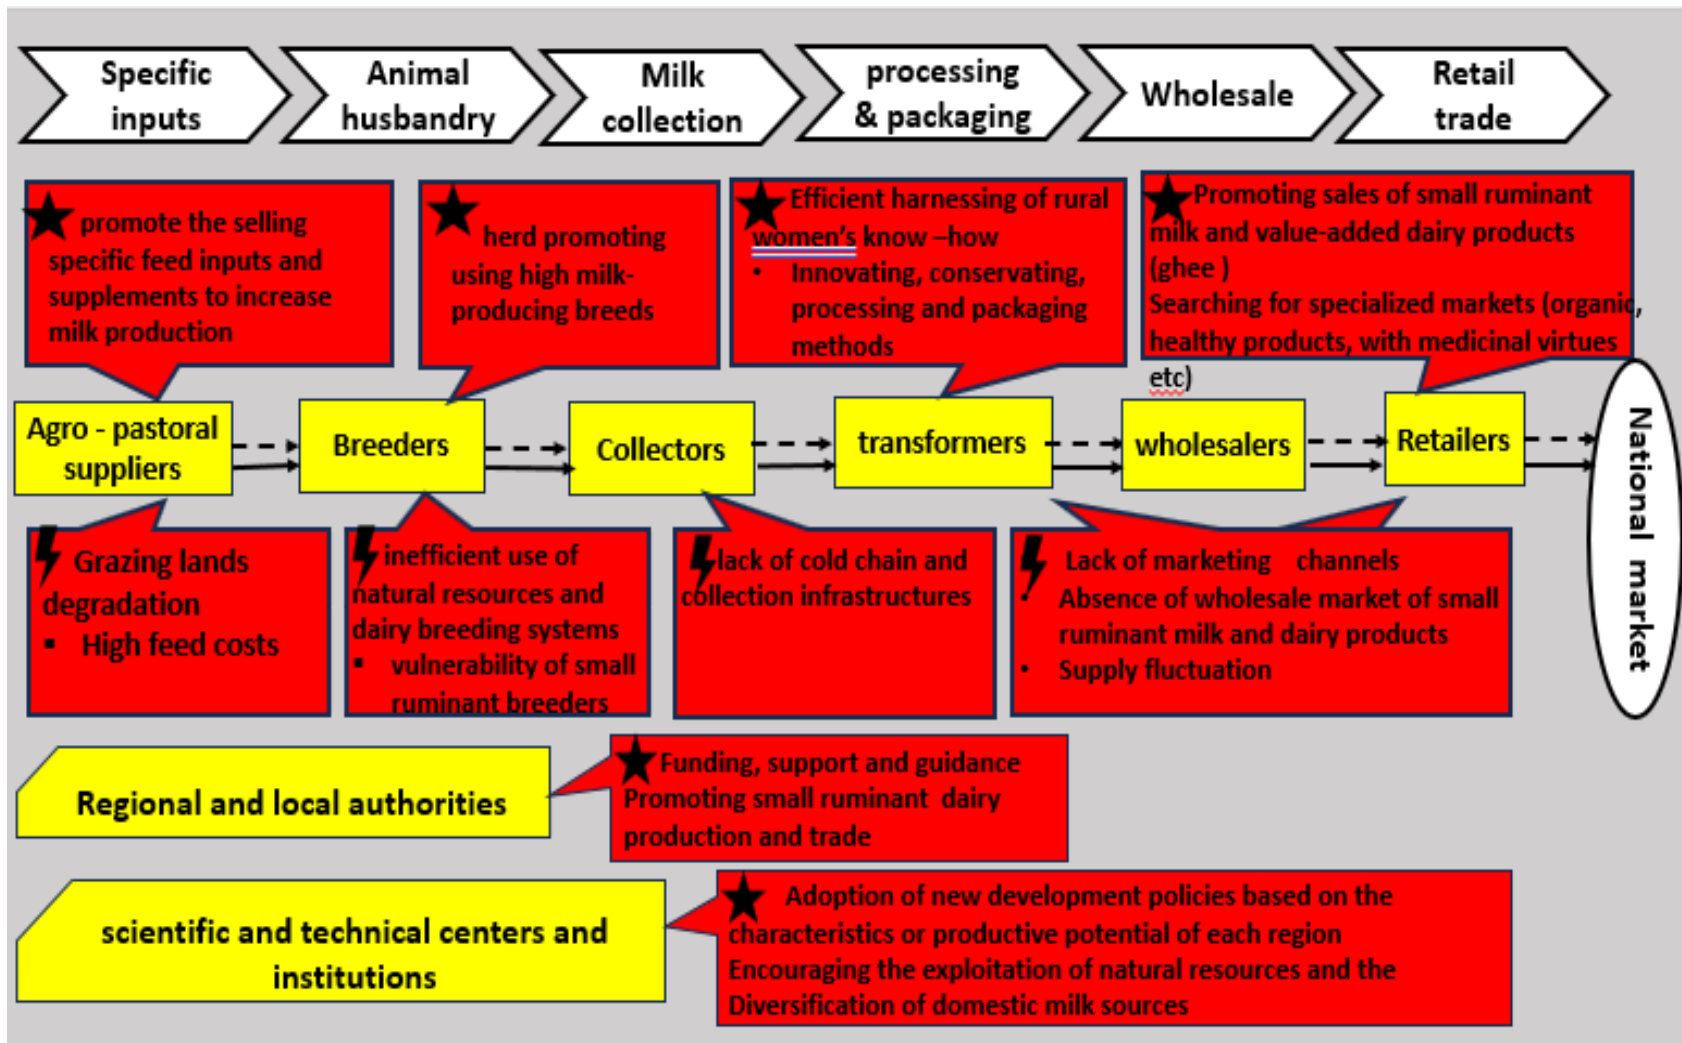 Specific
inputs
Animal
husbandry
Milk
collection
processing
& packaging
Wholesale
Retail
trade
promote the selling
specific feed inputs and
supplements to increase
milk production
herd promoting
using high milk-
producing breeds
Efficient harnessing of rural
women's know –how
• Innovating, conservating,
processing and packaging
methods
Promoting sales of small ruminant
milk and value-added dairy products
(ghee )
Searching for specialized markets (organic,
healthy products, with medicinal virtues
etc)
Agro - pastoral
suppliers
Breeders
Collectors
transformers
wholesalers
Retailers
National market
Grazing lands
degradation
▪ High feed costs
inefficient use of
natural resources and
dairy breeding systems
▪ vulnerability of small
ruminant breeders
lack of cold chain and
collection infrastructures
Lack of marketing channels
• Absence of wholesale market of small
ruminant milk and dairy products
• Supply fluctuation
Regional and local authorities
Funding, support and guidance
Promoting small ruminant dairy
production and trade
scientific and technical centers and
institutions
Adoption of new development policies based on the
characteristics or productive potential of each region
Encouraging the exploitation of natural resources and the
Diversification of domestic milk sources